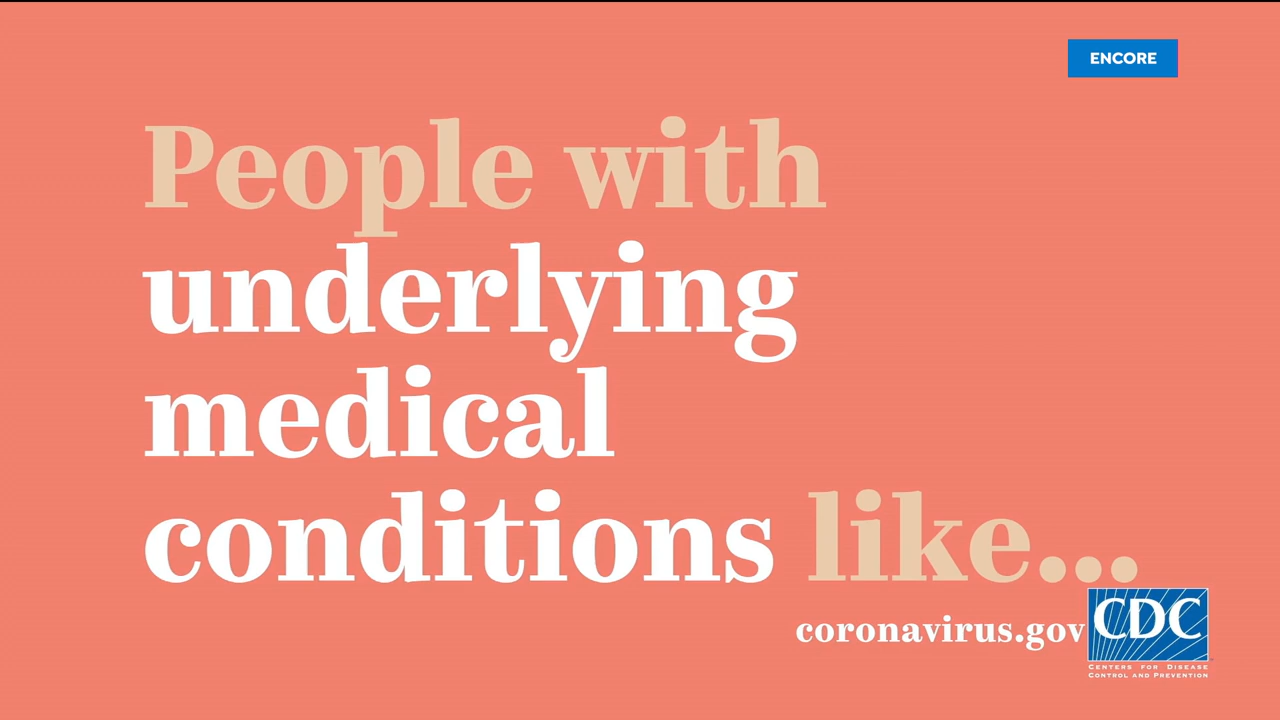 ENCORE
People with
underlying
medical
conditions like...
coronavirus.gov
CDC
CENTERS FOR DISEASE
CONTROL AND PREVENTION